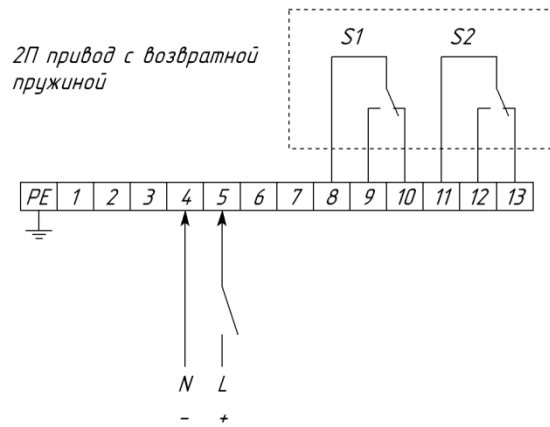 S1 S2
2П привод с возвратной
пружиной
PE 1 2 3 4 5 6 7 8 9 10 11 12 13
N L
- +